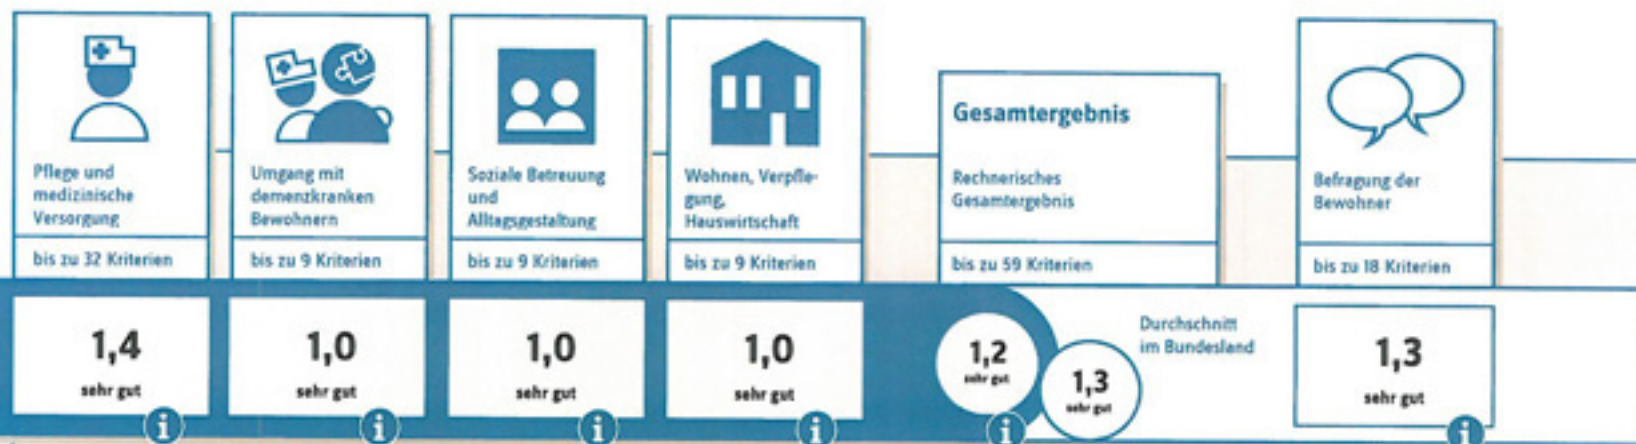 Pflege und
medizinische
Versorgung
bis zu 32 Kriterien
1,4
sehr gut
i
Umgang mit
demenzkranken
Bewohnern
bis zu 9 Kriterien
1,0
sehr gut
i
Soziale Betreuung
und
Alltagsgestaltung
bis zu 9 Kriterien
1,0
sehr gut
i
Wohnen, Verpfle-
gung,
Hauswirtschaft
bis zu 9 Kriterien
1,0
sehr gut
i
Gesamtergebnis
Rechnerisches
Gesamtergebnis
bis zu 59 Kriterien
1,2
sehr gut
i
1,3
sehr gut
Durchschnitt
im Bundesland
Befragung der
Bewohner
bis zu 18 Kriterien
1,3
sehr gut
i